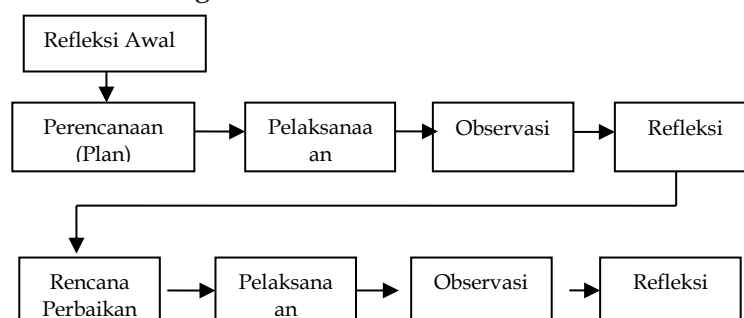 Refleksi Awal
Perencanaan
(Plan)
Pelaksanaa
an
Observasi
Refleksi
Rencana
Perbaikan
Pelaksana
an
Observasi
Refleksi